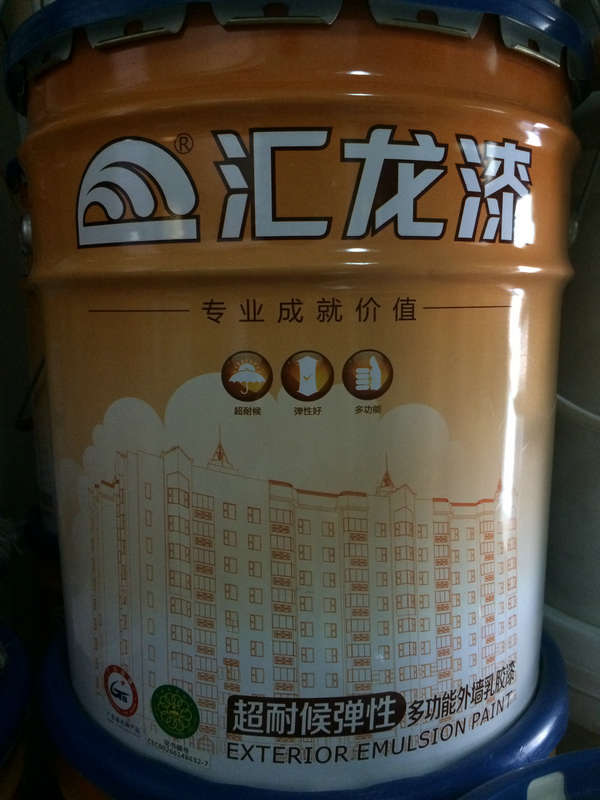 ®汇龙漆
专业成就价值
超耐候 弹性好 多功能
超耐候弹性 多功能外墙乳胶漆
EXTERIOR EMULSION PAINT